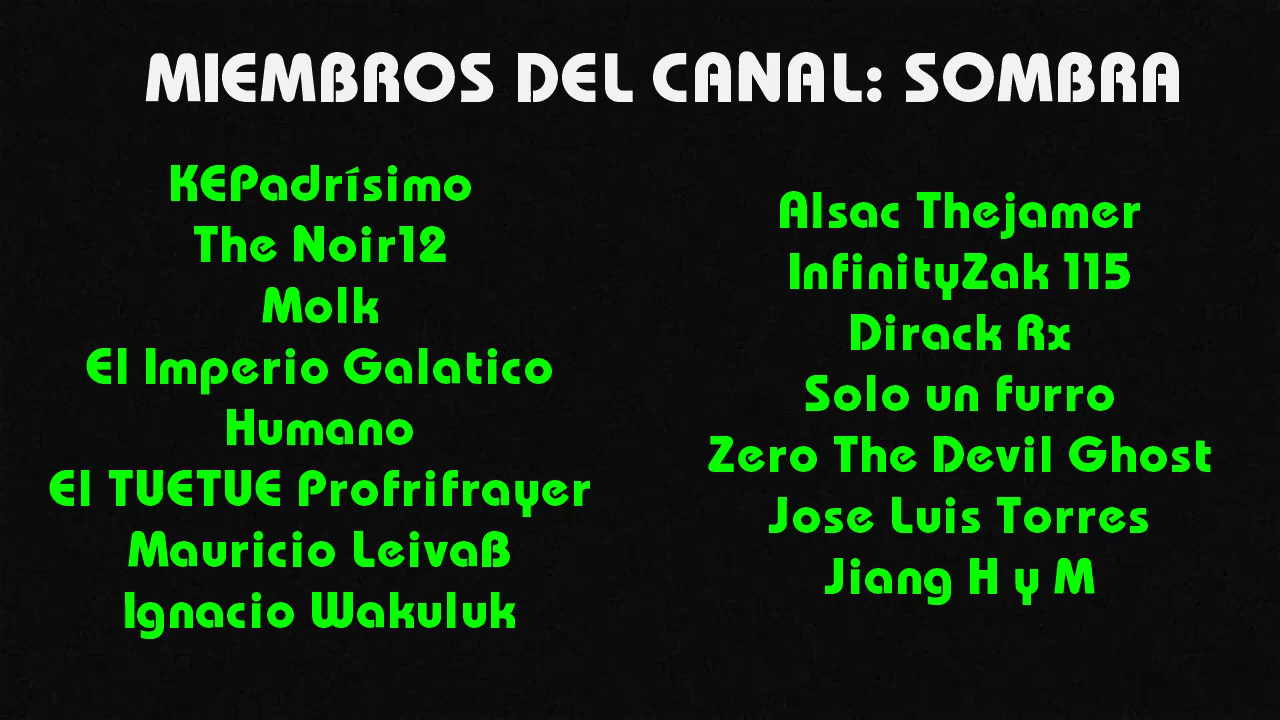 MIEMBROS DEL CANAL: SOMBRA
KEPadrísimo
The Noir12
Molk
El Imperio Galatico
Humano
El TUETUE Profrifrayer
Mauricio LeivaB
Ignacio Wakuluk
Alsac Thejamer
InfinityZak 115
Dirack Rx
Solo un furro
Zero The Devil Ghost
Jose Luis Torres
Jiang H y M